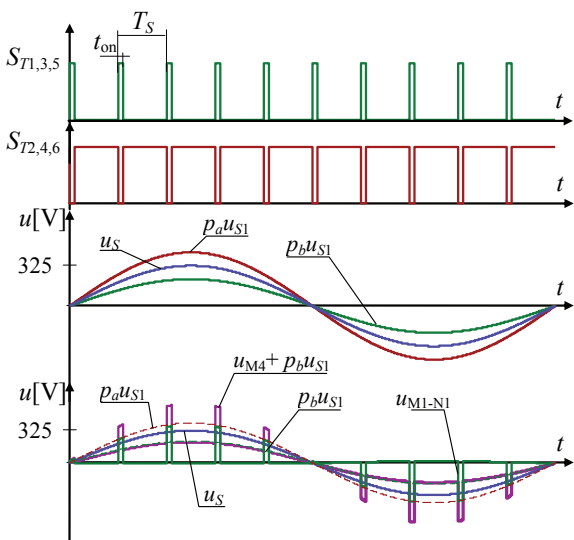 T_S
t_on
S_T1,3,5
t
S_T2,4,6
t
u[V]
p_a u_S1
u_S
p_b u_S1
325
t
u[V]
u_M4 + p_b u_S1
p_a u_S1
p_b u_S1
u_M1-N1
325
t
u_S